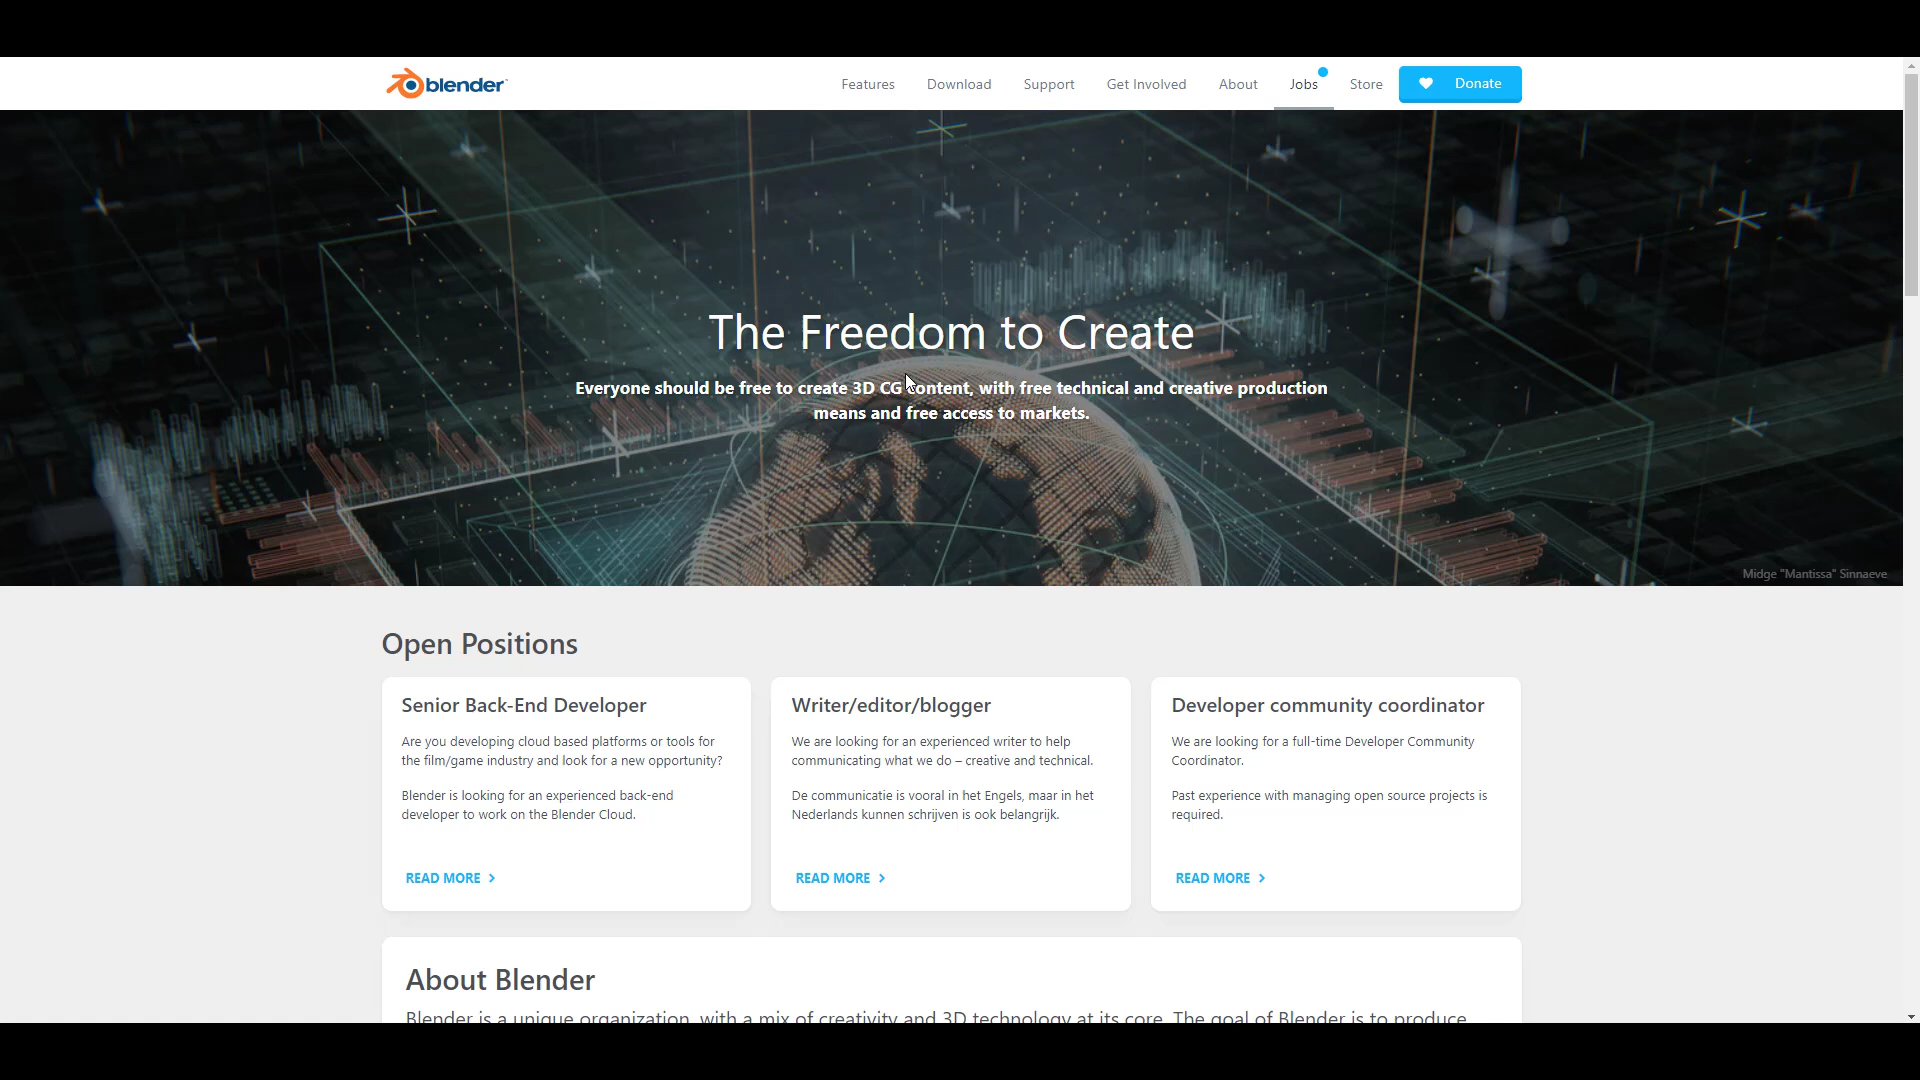 blender
Features
Download
Support
Get Involved
About
Jobs
Store
Donate
The Freedom to Create
Everyone should be free to create 3D CG content, with free technical and creative production
means and free access to markets.
Midge "Mantissa" Sinnaeve
Open Positions
Senior Back-End Developer
Are you developing cloud based platforms or tools for
the film/game industry and look for a new opportunity?
Blender is looking for an experienced back-end
developer to work on the Blender Cloud.
READ MORE
Writer/editor/blogger
We are looking for an experienced writer to help
communicating what we do – creative and technical.
De communicatie is vooral in het Engels, maar in het
Nederlands kunnen schrijven is ook belangrijk.
READ MORE
Developer community coordinator
We are looking for a full-time Developer Community
Coordinator.
Past experience with managing open source projects is
required.
READ MORE
About Blender
Blender is a unique organization, with a mix of creativity and 3D technology at its core. The goal of Blender is to produce